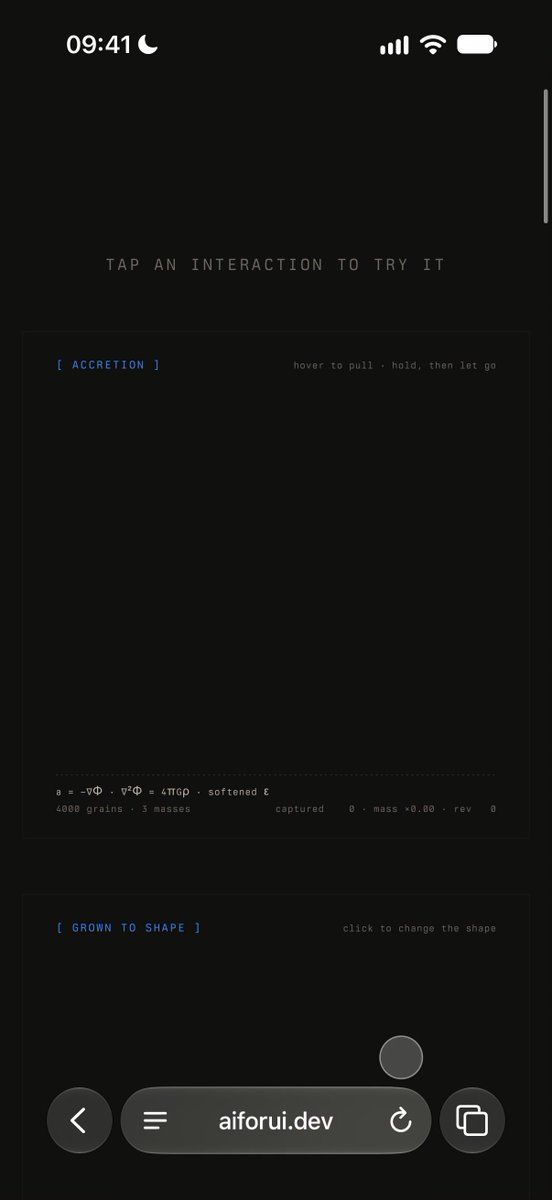 09:41
TAP AN INTERACTION TO TRY IT
[ ACCRETION ] hover to pull · hold, then let go
a = −∇Φ · ∇²Φ = 4πGρ · softened ε
4000 grains · 3 masses captured 0 · mass ×0.00 · rev 0
[ GROWN TO SHAPE ] click to change the shape
aiforui.dev